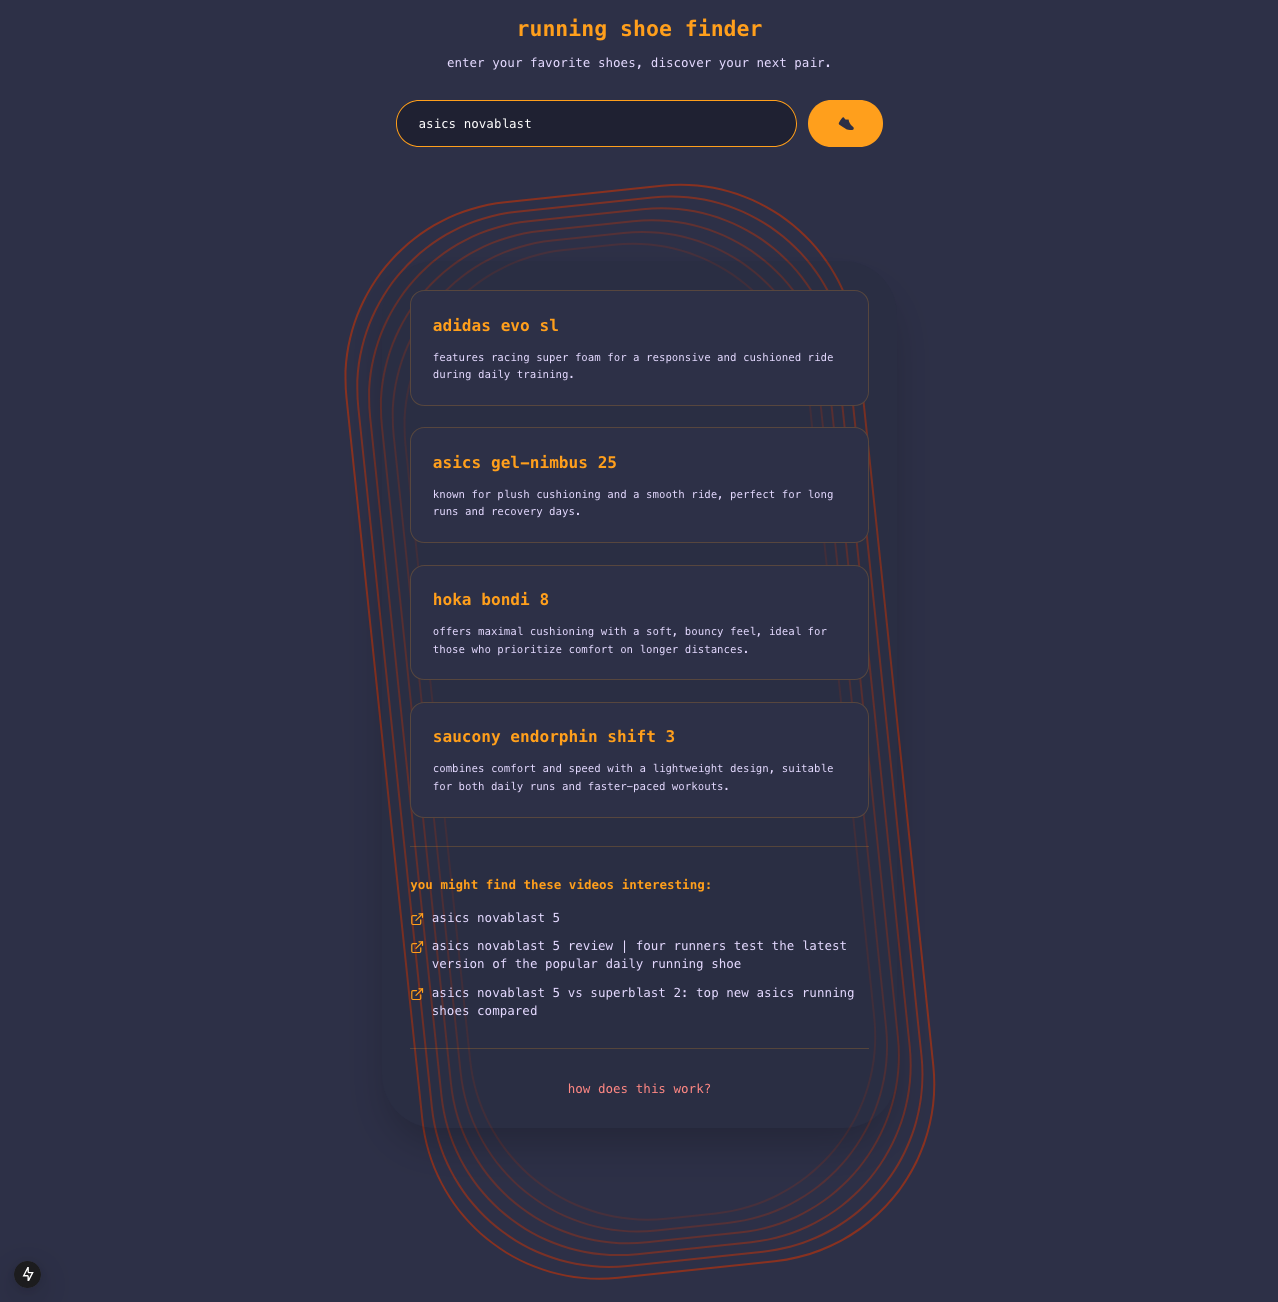 running shoe finder
enter your favorite shoes, discover your next pair.
asics novablast
adidas evo sl
features racing super foam for a responsive and cushioned ride
during daily training.
asics gel-nimbus 25
known for plush cushioning and a smooth ride, perfect for long
runs and recovery days.
hoka bondi 8
offers maximal cushioning with a soft, bouncy feel, ideal for
those who prioritize comfort on longer distances.
saucony endorphin shift 3
combines comfort and speed with a lightweight design, suitable
for both daily runs and faster-paced workouts.
you might find these videos interesting:
asics novablast 5
asics novablast 5 review | four runners test the latest
version of the popular daily running shoe
asics novablast 5 vs superblast 2: top new asics running
shoes compared
how does this work?